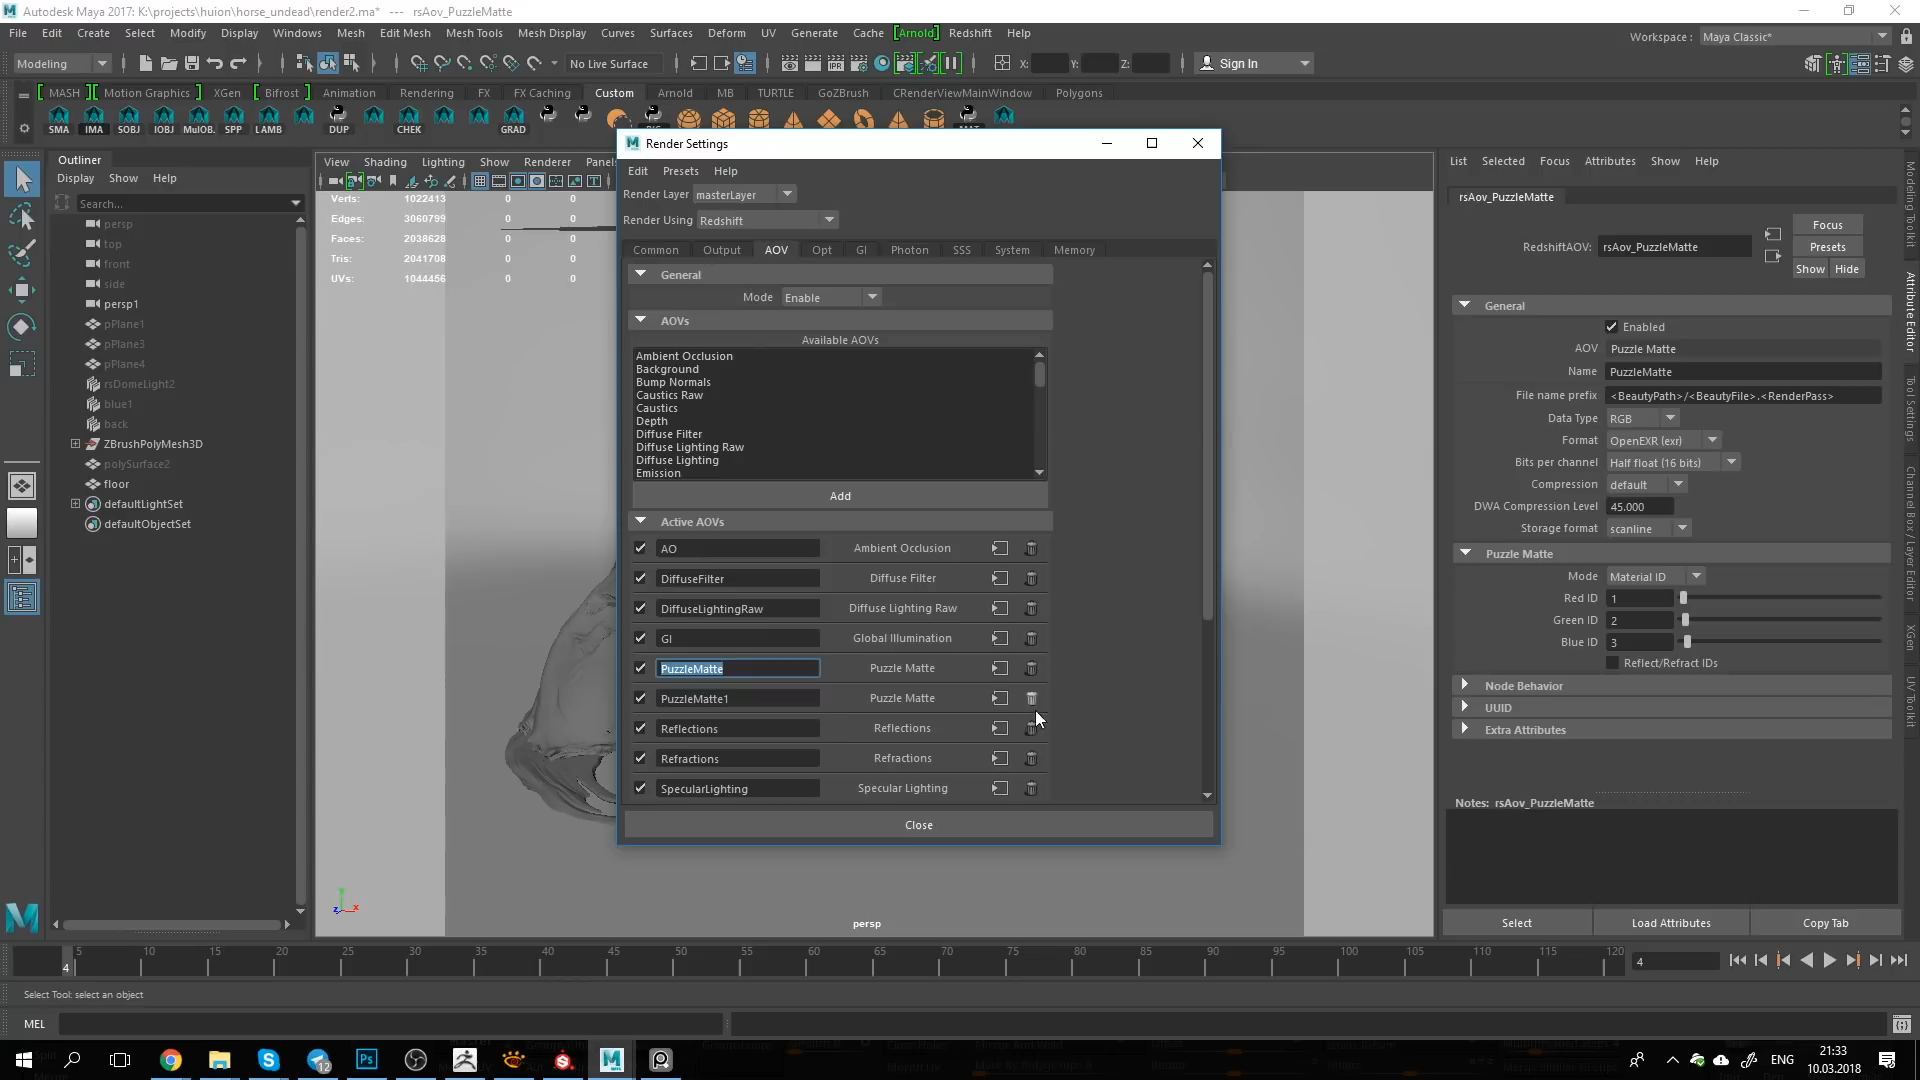 Autodesk Maya 2017: K:\projects\huion\horse_undead\render2.ma* --- rsAov_PuzzleMatte
File Edit Create Select Modify Display Windows Mesh Edit Mesh Mesh Tools Mesh Display Curves Surfaces Deform UV Generate Cache [Arnold] Redshift Help
Workspace : Maya Classic*
Modeling No Live Surface X: Y: Z: Sign In
MASH Motion Graphics XGen Bifrost Animation Rendering FX FX Caching Custom Arnold MB TURTLE GoZBrush CRenderViewMainWindow Polygons
SMA IMA SOBJ IOBJ MulOB. SPP LAMB DUP CHEK GRAD
Outliner
Display Show Help
Search...
persp
top
front
side
persp1
pPlane1
pPlane3
pPlane4
rsDomeLight2
blue1
back
ZBrushPolyMesh3D
polySurface2
floor
defaultLightSet
defaultObjectSet
View Shading Lighting Show Renderer Panels
Verts: 1022413 0 0
Edges: 3060799 0 0
Faces: 2038628 0 0
Tris: 2041708 0 0
UVs: 1044456 0 0
persp
Render Settings
Edit Presets Help
Render Layer masterLayer
Render Using Redshift
Common Output AOV Opt GI Photon SSS System Memory
General
Mode Enable
AOVs
Available AOVs
Ambient Occlusion
Background
Bump Normals
Caustics Raw
Caustics
Depth
Diffuse Filter
Diffuse Lighting Raw
Diffuse Lighting
Emission
Add
Active AOVs
AO Ambient Occlusion
DiffuseFilter Diffuse Filter
DiffuseLightingRaw Diffuse Lighting Raw
GI Global Illumination
PuzzleMatte Puzzle Matte
PuzzleMatte1 Puzzle Matte
Reflections Reflections
Refractions Refractions
SpecularLighting Specular Lighting
Close
List Selected Focus Attributes Show Help
rsAov_PuzzleMatte
RedshiftAOV: rsAov_PuzzleMatte
Focus
Presets
Show Hide
General
Enabled
AOV Puzzle Matte
Name PuzzleMatte
File name prefix <BeautyPath>/<BeautyFile>.<RenderPass>
Data Type RGB
Format OpenEXR (exr)
Bits per channel Half float (16 bits)
Compression default
DWA Compression Level 45.000
Storage format scanline
Puzzle Matte
Mode Material ID
Red ID 1
Green ID 2
Blue ID 3
Reflect/Refract IDs
Node Behavior
UUID
Extra Attributes
Notes: rsAov_PuzzleMatte
Select Load Attributes Copy Tab
Modeling Toolkit
Attribute Editor
Tool Settings
Channel Box / Layer Editor
XGen
UV Toolkit
5 10 15 20 25 30 35 40 45 50 55 60 65 70 75 80 85 90 95 100 105 110 115 120
4
4
Select Tool: select an object
MEL
12
ENG
21:33
10.03.2018